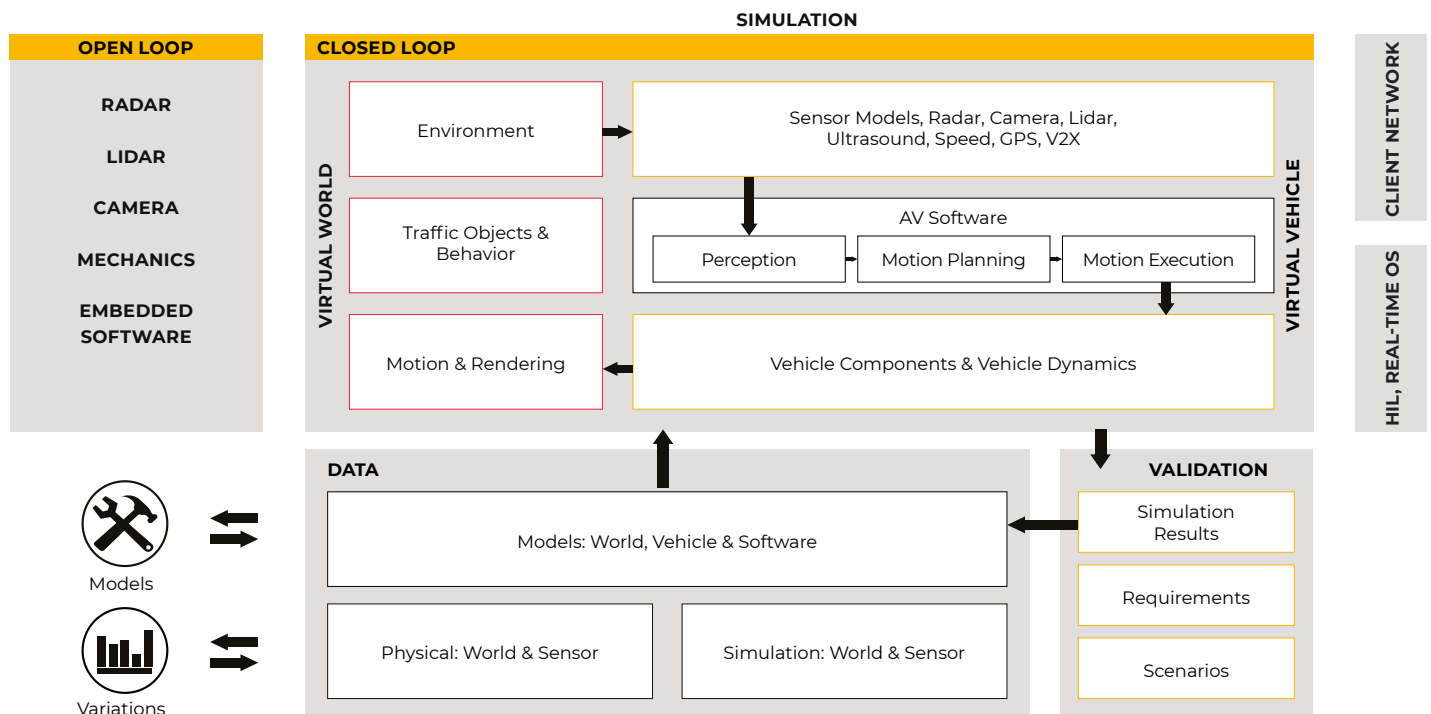 SIMULATION
OPEN LOOP
RADAR
LIDAR
CAMERA
MECHANICS
EMBEDDED
SOFTWARE
CLOSED LOOP
VIRTUAL WORLD
Environment
Traffic Objects &
Behavior
Motion & Rendering
Sensor Models, Radar, Camera, Lidar,
Ultrasound, Speed, GPS, V2X
AV Software
Perception
Motion Planning
Motion Execution
Vehicle Components & Vehicle Dynamics
VIRTUAL VEHICLE
CLIENT NETWORK
HIL, REAL-TIME OS
Models
Variations
DATA
Models: World, Vehicle & Software
Physical: World & Sensor
Simulation: World & Sensor
VALIDATION
Simulation
Results
Requirements
Scenarios